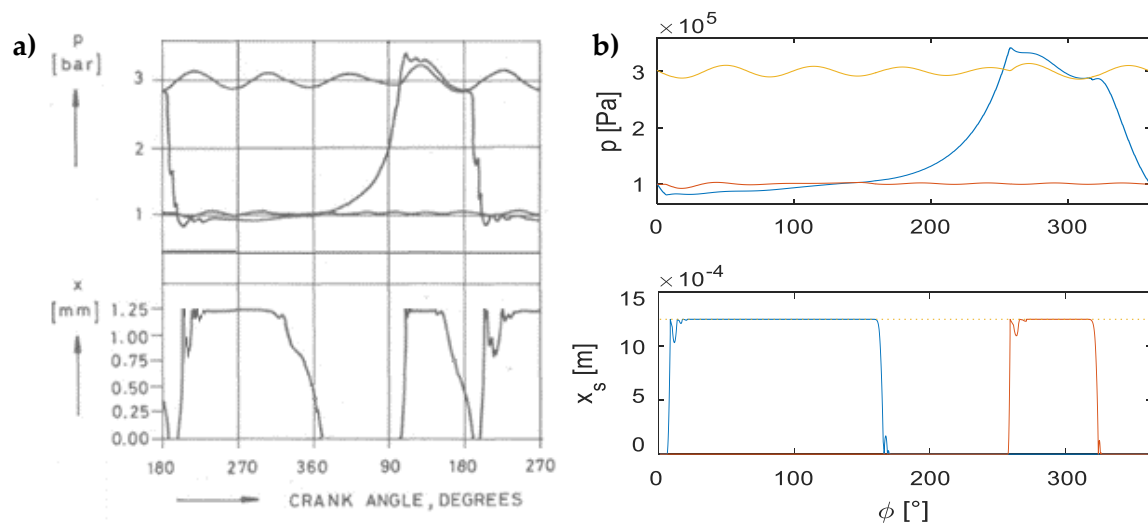 a)
p
[bar]
3
2
1
x
[mm]
1.25
1.00
0.75
0.50
0.25
0.00
180 270 360 90 180 270
CRANK ANGLE, DEGREES
b)
× 10⁵
p [Pa]
3
2
1
0 100 200 300
× 10⁻⁴
x_s [m]
15
10
5
0
0 100 200 300
ϕ [°]